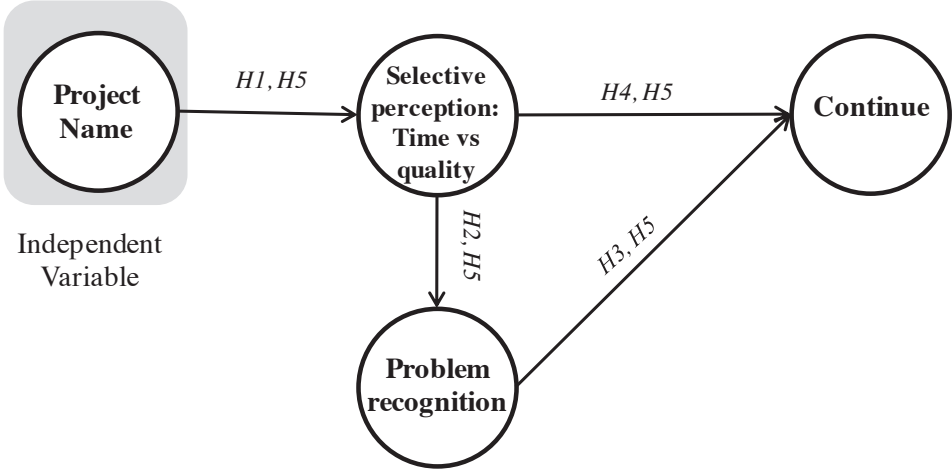 Project
Name
Independent
Variable
H1, H5
Selective
perception:
Time vs
quality
H4, H5
Continue
H2, H5
H3, H5
Problem
recognition